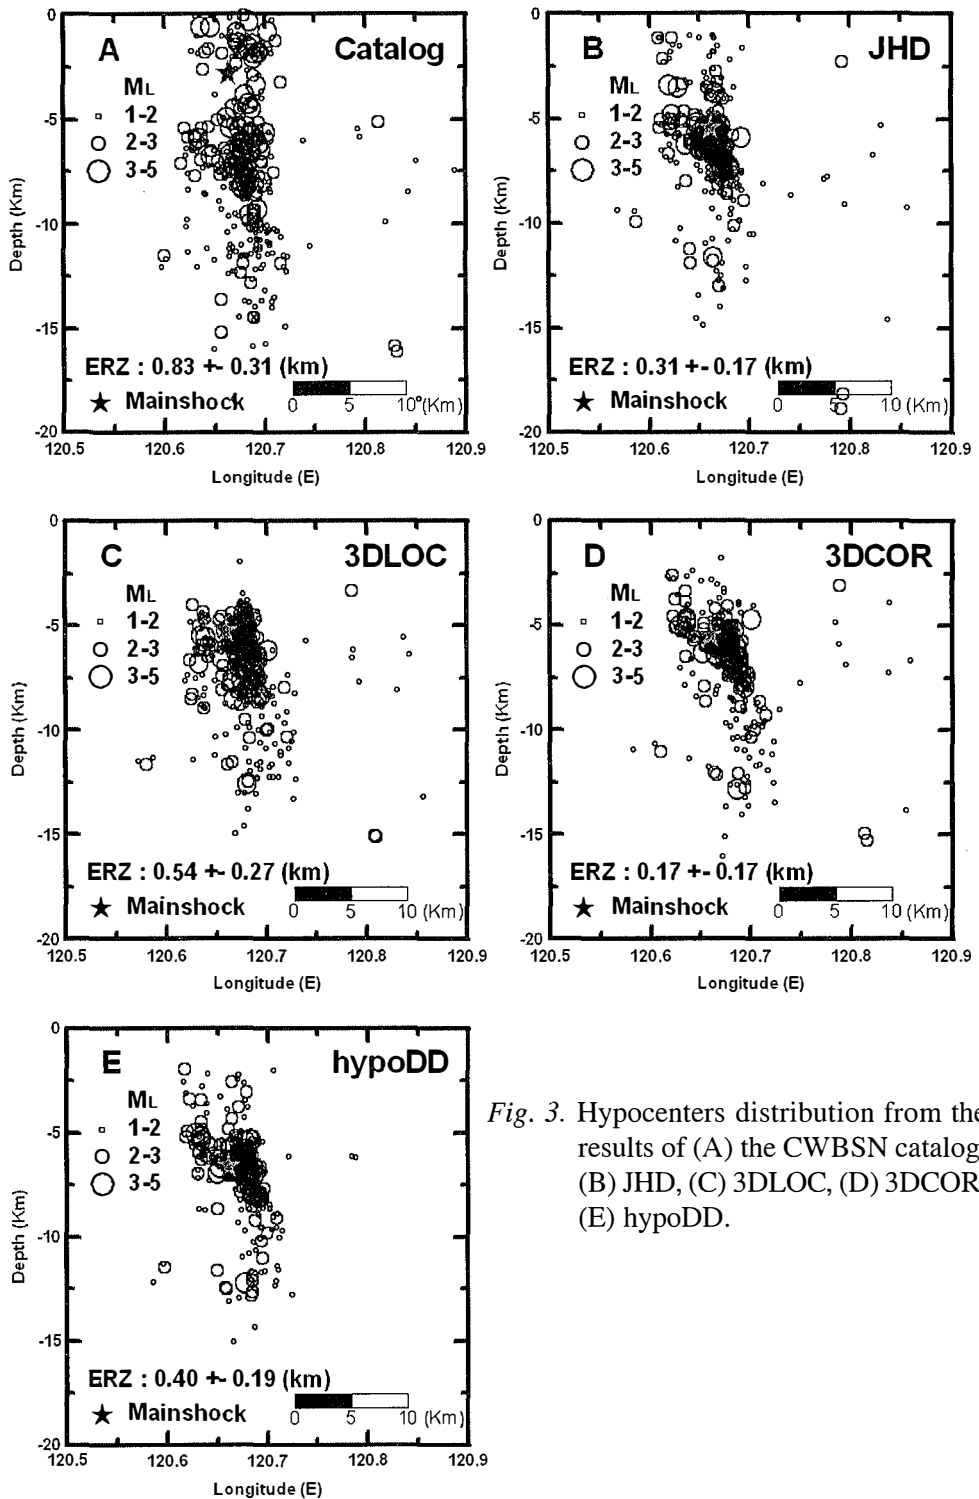 A Catalog
ML
1-2
2-3
3-5
ERZ : 0.83 +- 0.31 (km)
Mainshock
0 5 10 (Km)
0
-5
-10
-15
-20
Depth (Km)
120.5 120.6 120.7 120.8 120.9
Longitude (E)
B JHD
ML
1-2
2-3
3-5
ERZ : 0.31 +- 0.17 (km)
Mainshock
0 5 10 (Km)
0
-5
-10
-15
-20
Depth (Km)
120.5 120.6 120.7 120.8 120.9
Longitude (E)
C 3DLOC
ML
1-2
2-3
3-5
ERZ : 0.54 +- 0.27 (km)
Mainshock
0 5 10 (Km)
0
-5
-10
-15
-20
Depth (Km)
120.5 120.6 120.7 120.8 120.9
Longitude (E)
D 3DCOR
ML
1-2
2-3
3-5
ERZ : 0.17 +- 0.17 (km)
Mainshock
0 5 10 (Km)
0
-5
-10
-15
-20
Depth (Km)
120.5 120.6 120.7 120.8 120.9
Longitude (E)
E hypoDD
ML
1-2
2-3
3-5
ERZ : 0.40 +- 0.19 (km)
Mainshock
0 5 10 (Km)
0
-5
-10
-15
-20
Depth (Km)
120.5 120.6 120.7 120.8 120.9
Longitude (E)
Fig. 3. Hypocenters distribution from the
results of (A) the CWBSN catalog
(B) JHD, (C) 3DLOC, (D) 3DCOR
(E) hypoDD.